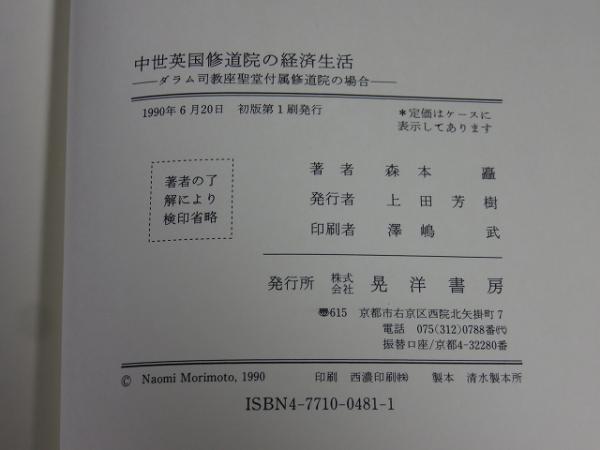 中世英国修道院の経済生活
――ダラム司教座聖堂付属修道院の場合――
1990年6月20日 初版第1刷発行
＊定価はケースに
表示してあります
著者の了
解により
検印省略
著者 森本 矗
発行者 上田芳樹
印刷者 澤嶋 武
発行所 株式会社 晃洋書房
〠615 京都市右京区西院北矢掛町7
電話 075(312)0788番(代)
振替口座/京都4-32280番
© Naomi Morimoto, 1990 印刷 西濃印刷㈱ 製本 清水製本所
ISBN4-7710-0481-1